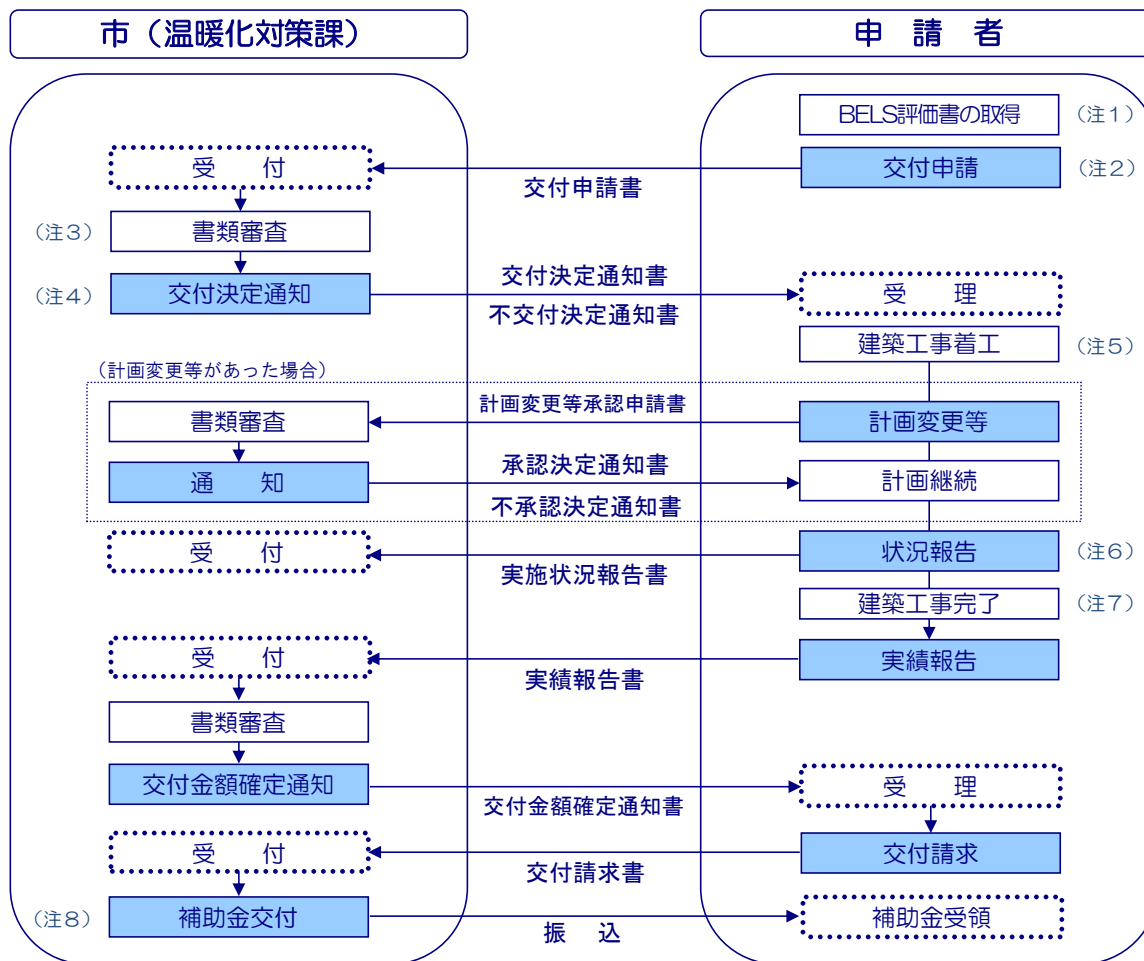 市（温暖化対策課）
申　請　者
BELS評価書の取得
（注１）
受　　付
交付申請書
交付申請
（注２）
（注３）
書類審査
（注４）
交付決定通知
交付決定通知書
不交付決定通知書
受　　理
建築工事着工
（注５）
（計画変更等があった場合）
書類審査
計画変更等承認申請書
計画変更等
通　　知
承認決定通知書
不承認決定通知書
計画継続
受　　付
実施状況報告書
状況報告
（注６）
建築工事完了
（注７）
受　　付
実績報告書
実績報告
書類審査
交付金額確定通知
交付金額確定通知書
受　　理
受　　付
交付請求書
交付請求
（注８）
補助金交付
振　込
補助金受領